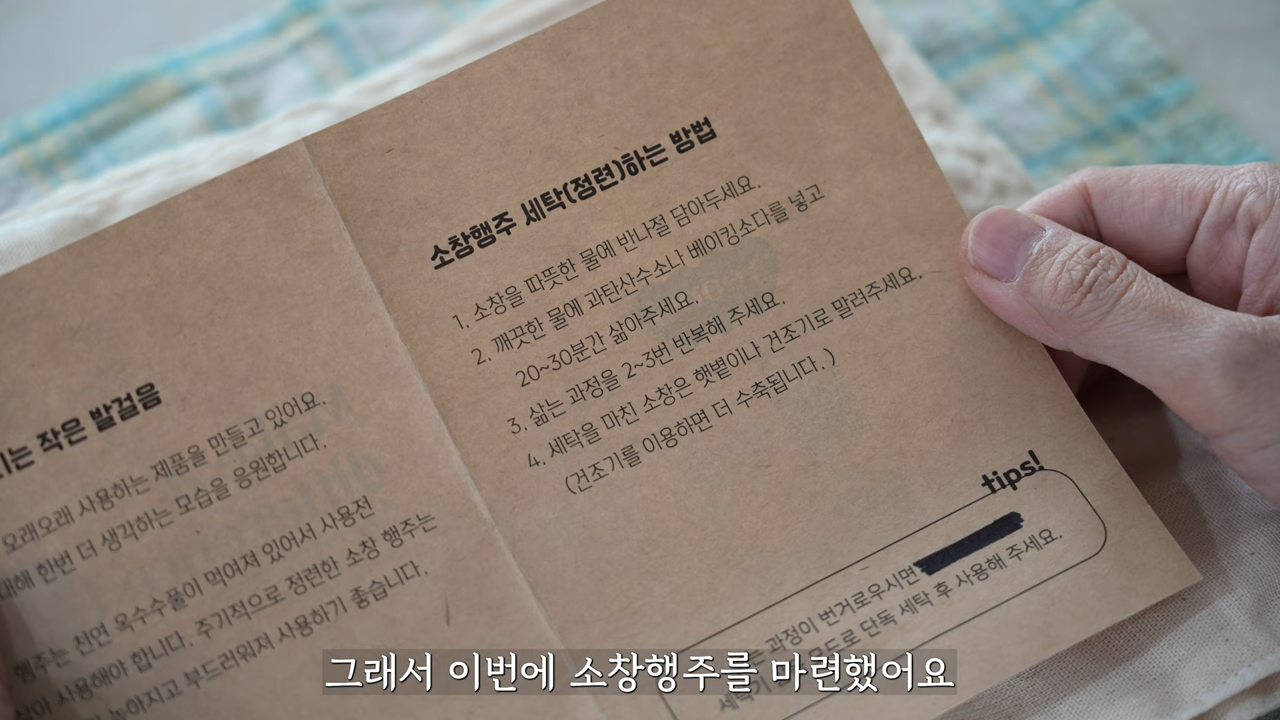 작은 발걸음
오래오래 사용하는 제품을 만들고 있어요.
한번 더 생각하는 모습을 응원합니다.
행주는 천연 옥수수풀이 먹여져 있어서 사용전
삶아 사용해야 합니다. 주기적으로 정련한 소창 행주는
높아지고 부드러워져 사용하기 좋습니다.
소창행주 세탁(정련)하는 방법
1. 소창을 따뜻한 물에 반나절 담아두세요.
2. 깨끗한 물에 과탄산수소나 베이킹소다를 넣고
20~30분간 삶아주세요.
3. 삶는 과정을 2~3번 반복해 주세요.
4. 세탁을 마친 소창은 햇볕이나 건조기로 말려주세요.
(건조기를 이용하면 더 수축됩니다. )
tips!
과정이 번거로우시면
모드로 단독 세탁 후 사용해 주세요.
그래서 이번에 소창행주를 마련했어요